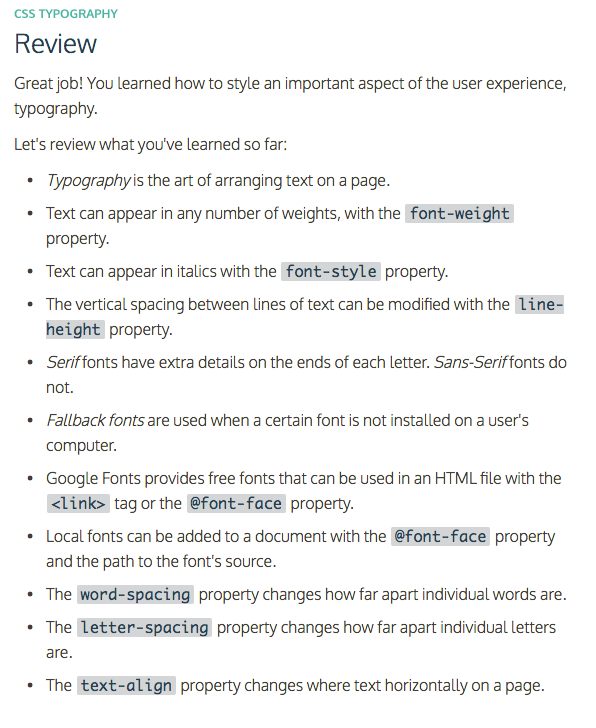 CSS TYPOGRAPHY
Review
Great job! You learned how to style an important aspect of the user experience,
typography.
Let's review what you've learned so far:
• Typography is the art of arranging text on a page.
• Text can appear in any number of weights, with the font-weight
property.
• Text can appear in italics with the font-style property.
• The vertical spacing between lines of text can be modified with the line-
height property.
• Serif fonts have extra details on the ends of each letter. Sans-Serif fonts do
not.
• Fallback fonts are used when a certain font is not installed on a user's
computer.
• Google Fonts provides free fonts that can be used in an HTML file with the
<link> tag or the @font-face property.
• Local fonts can be added to a document with the @font-face property
and the path to the font's source.
• The word-spacing property changes how far apart individual words are.
• The letter-spacing property changes how far apart individual letters
are.
• The text-align property changes where text horizontally on a page.